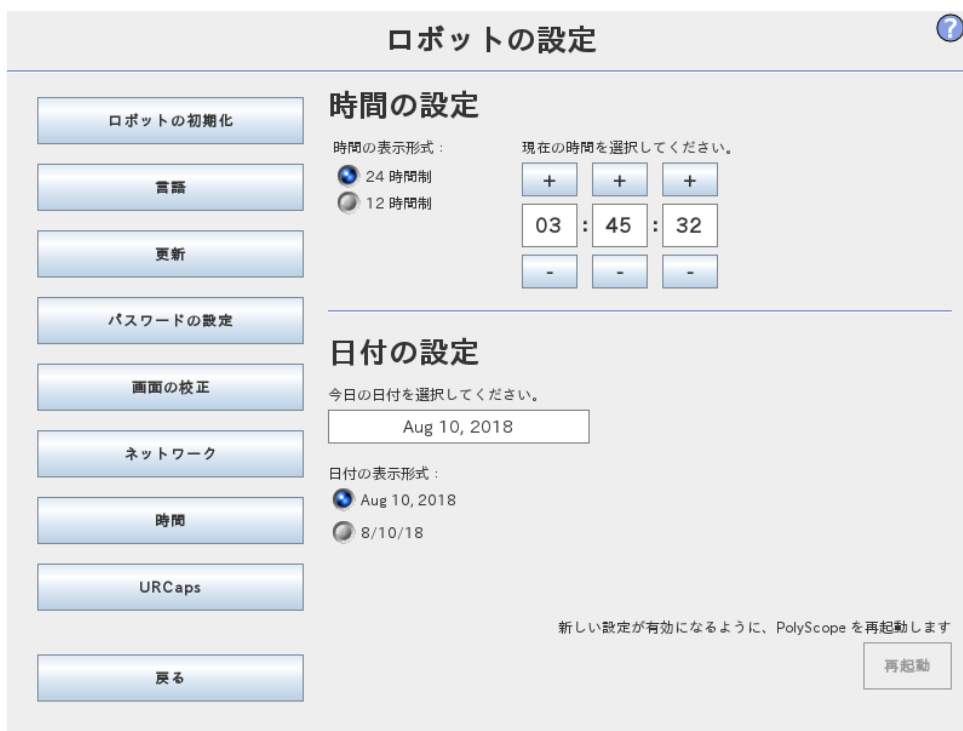 ロボットの設定
?
ロボットの初期化
言語
更新
パスワードの設定
画面の校正
ネットワーク
時間
URCaps
戻る
時間の設定
時間の表示形式：
24 時間制
12 時間制
現在の時間を選択してください。
+ + +
03 : 45 : 32
- - -
日付の設定
今日の日付を選択してください。
Aug 10, 2018
日付の表示形式：
Aug 10, 2018
8/10/18
新しい設定が有効になるように、PolyScope を再起動します
再起動